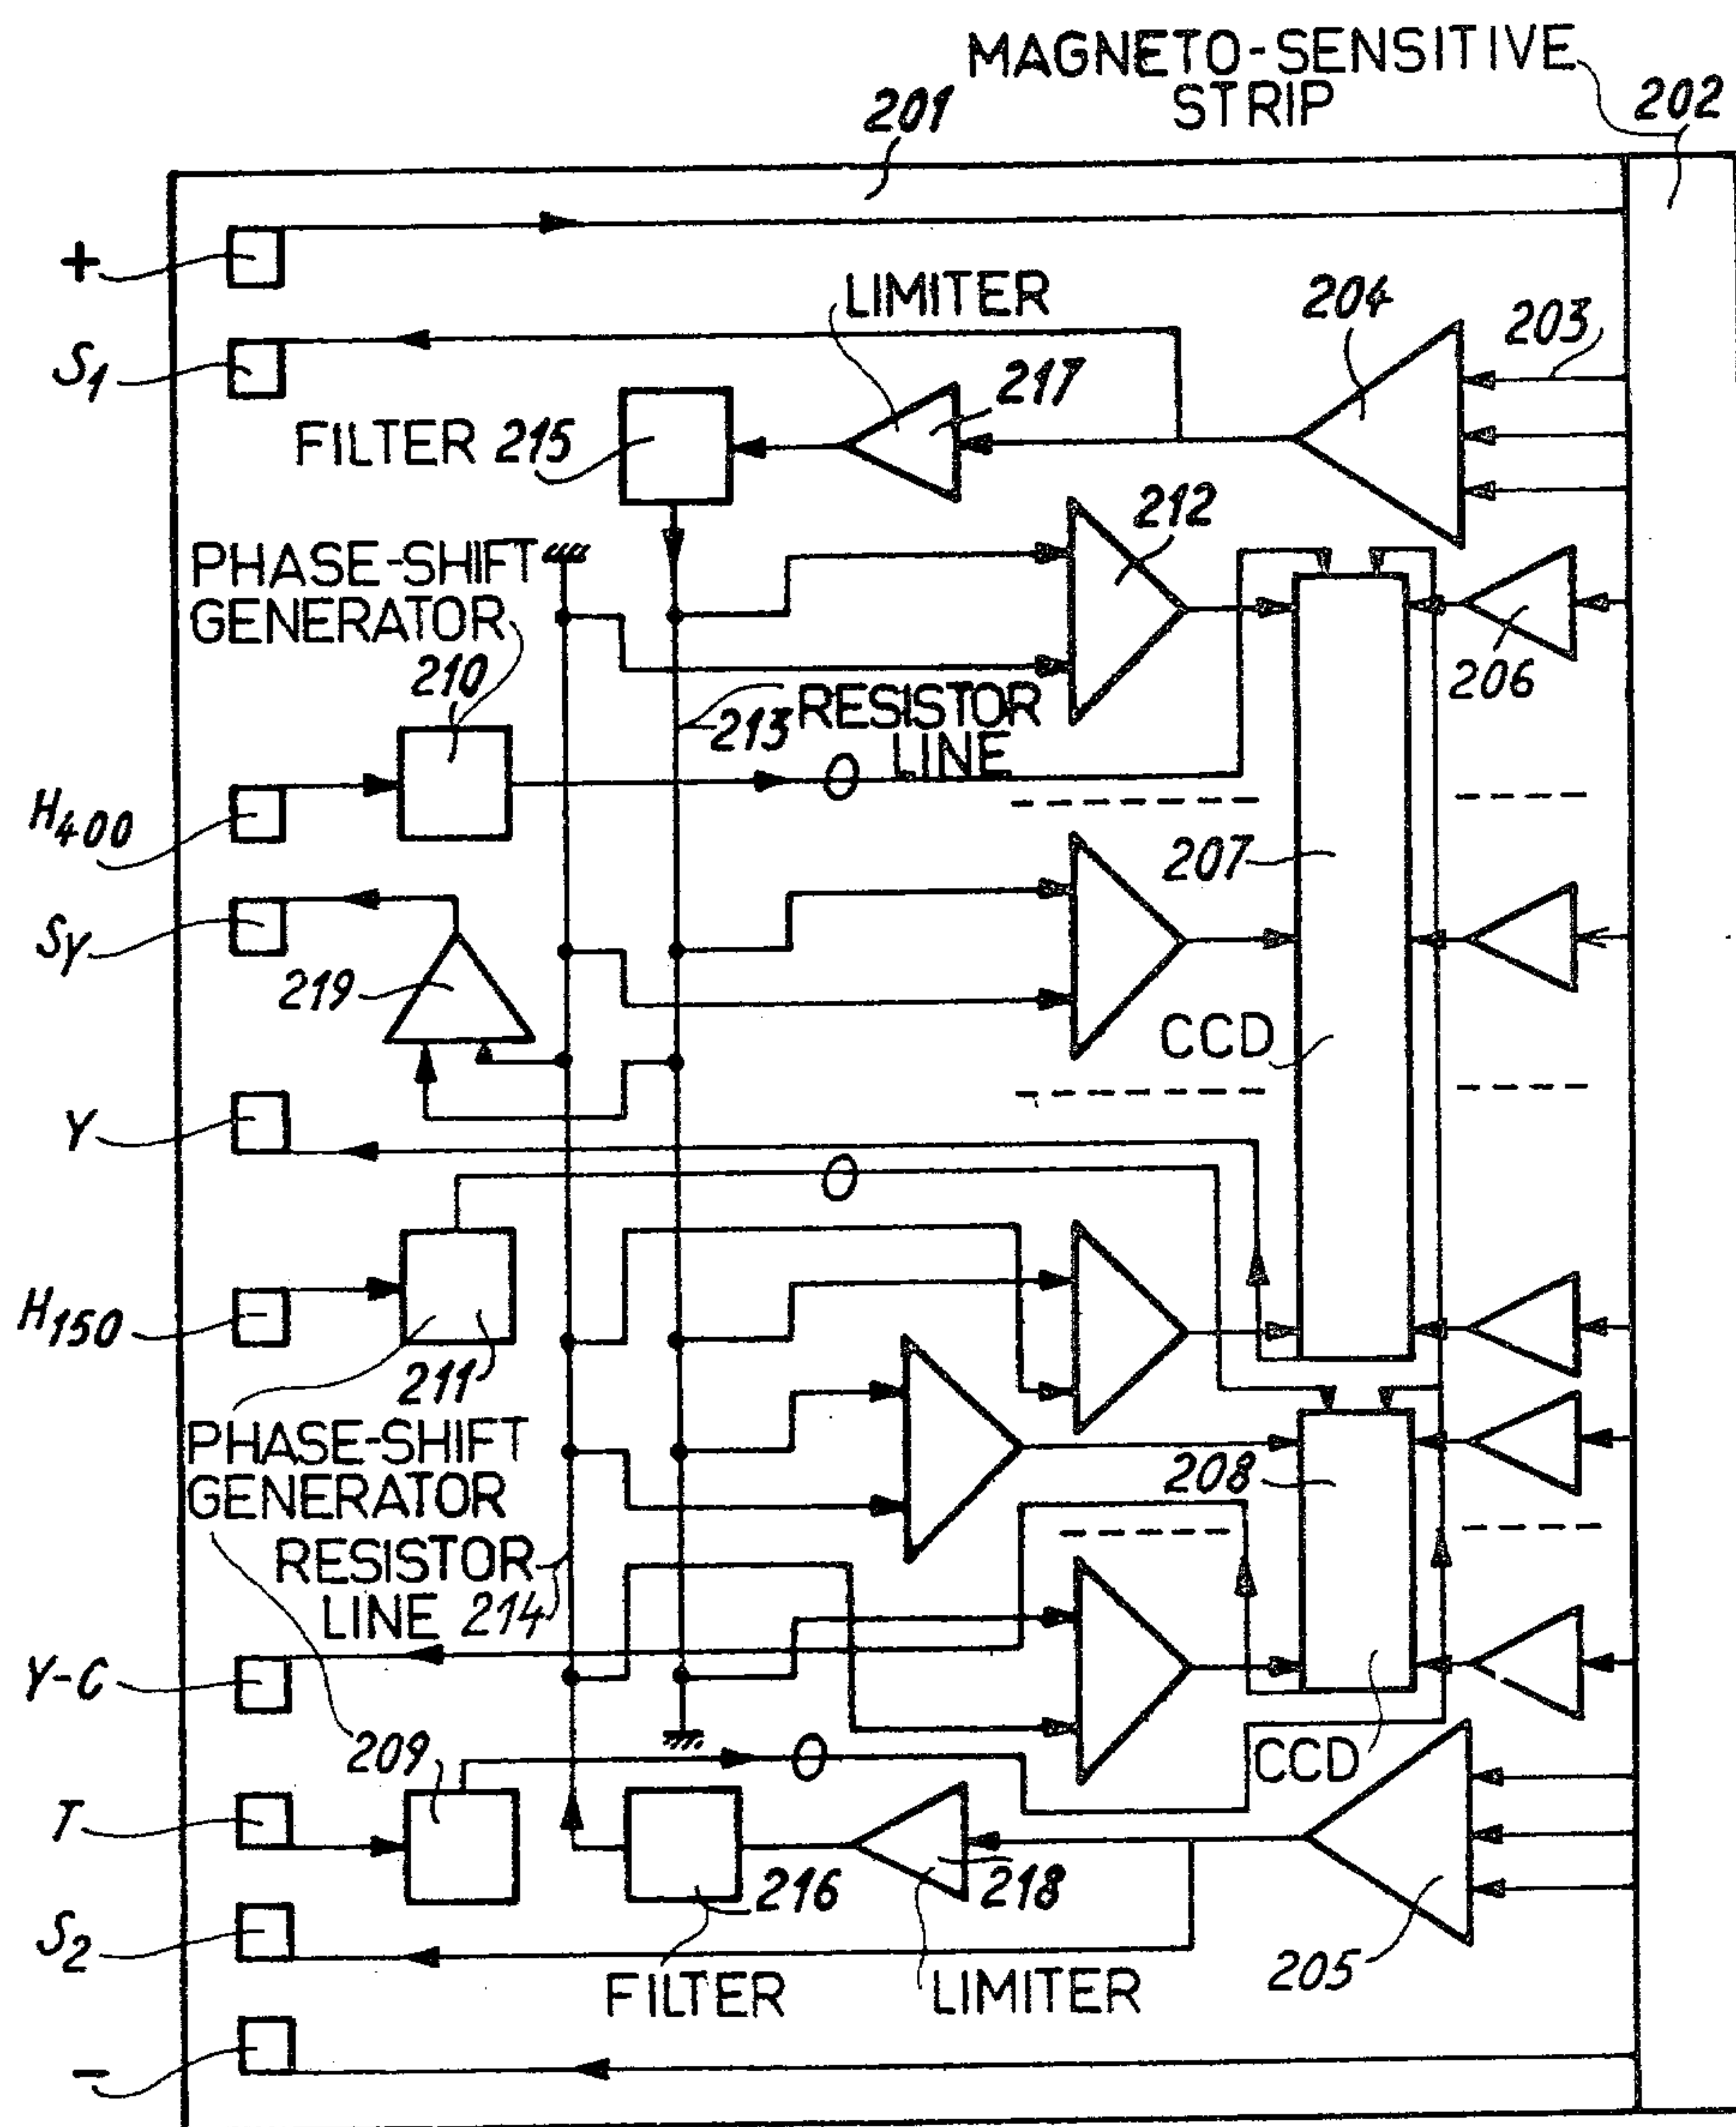 MAGNETO-SENSITIVE
STRIP
202
201
+
LIMITER
204
203
S1
217
FILTER 215
212
PHASE-SHIFT
GENERATOR
210
206
213 RESISTOR
LINE
H400
207
SY
219
CCD
Y
H150
211
PHASE-SHIFT
GENERATOR
208
RESISTOR
LINE 214
Y-C
209
CCD
T
216
218
S2
205
FILTER
LIMITER
-